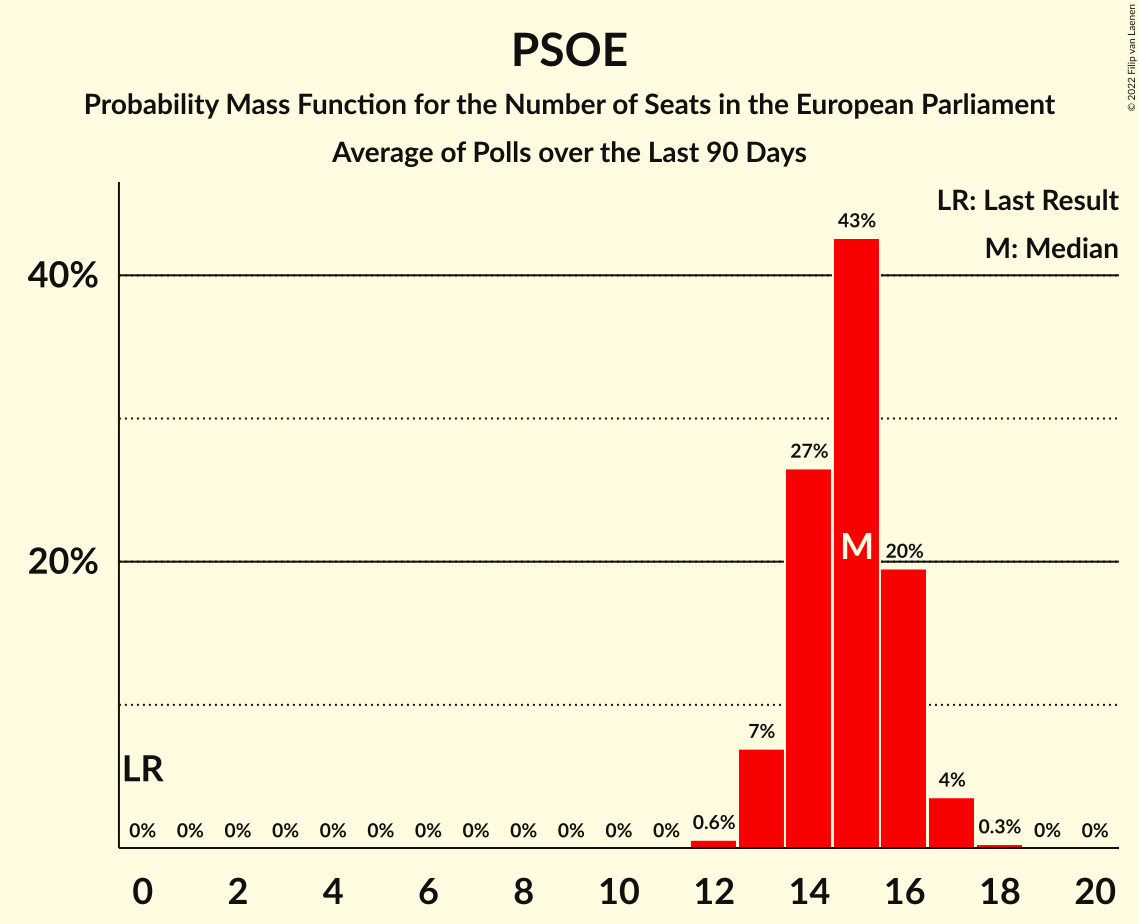 PSOE
Probability Mass Function for the Number of Seats in the European Parliament
Average of Polls over the Last 90 Days
© 2022 Filip van Laenen
LR: Last Result
M: Median
43%
40%
27%
M
20%
20%
7%
4%
LR
0% 0% 0% 0% 0% 0% 0% 0% 0% 0% 0% 0% 0.6% 0.3% 0% 0%
0 2 4 6 8 10 12 14 16 18 20